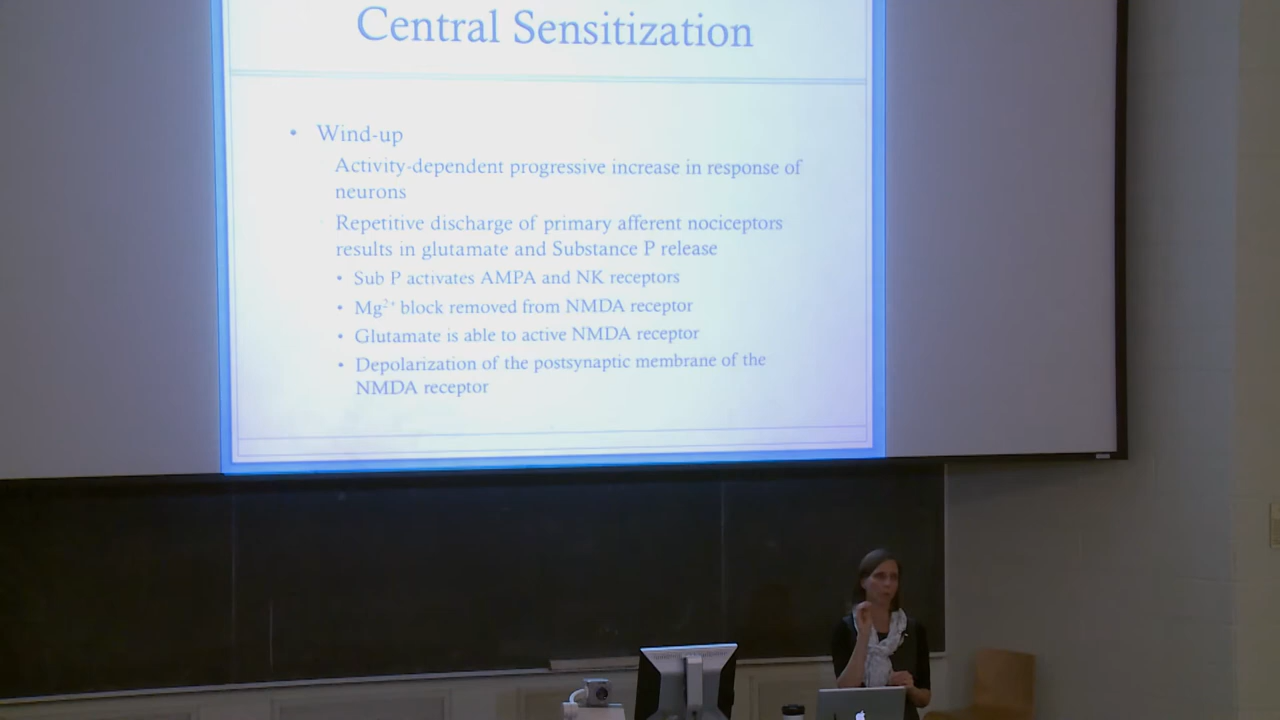 Central Sensitization
• Wind-up
Activity-dependent progressive increase in response of
neurons
Repetitive discharge of primary afferent nociceptors
results in glutamate and Substance P release
• Sub P activates AMPA and NK receptors
• Mg²⁺ block removed from NMDA receptor
• Glutamate is able to active NMDA receptor
• Depolarization of the postsynaptic membrane of the
NMDA receptor